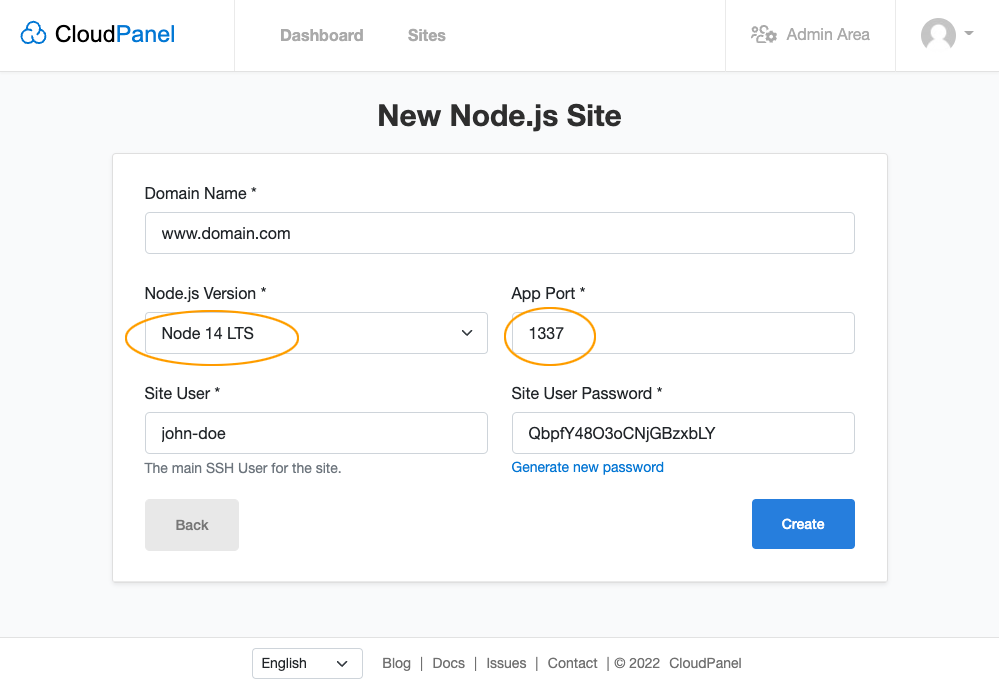 CloudPanel Dashboard Sites Admin Area
New Node.js Site
Domain Name *
www.domain.com
Node.js Version * App Port *
Node 14 LTS 1337
Site User * Site User Password *
john-doe QbpfY48O3oCNjGBzxbLY
The main SSH User for the site. Generate new password
Back Create
English Blog | Docs | Issues | Contact | © 2022 CloudPanel